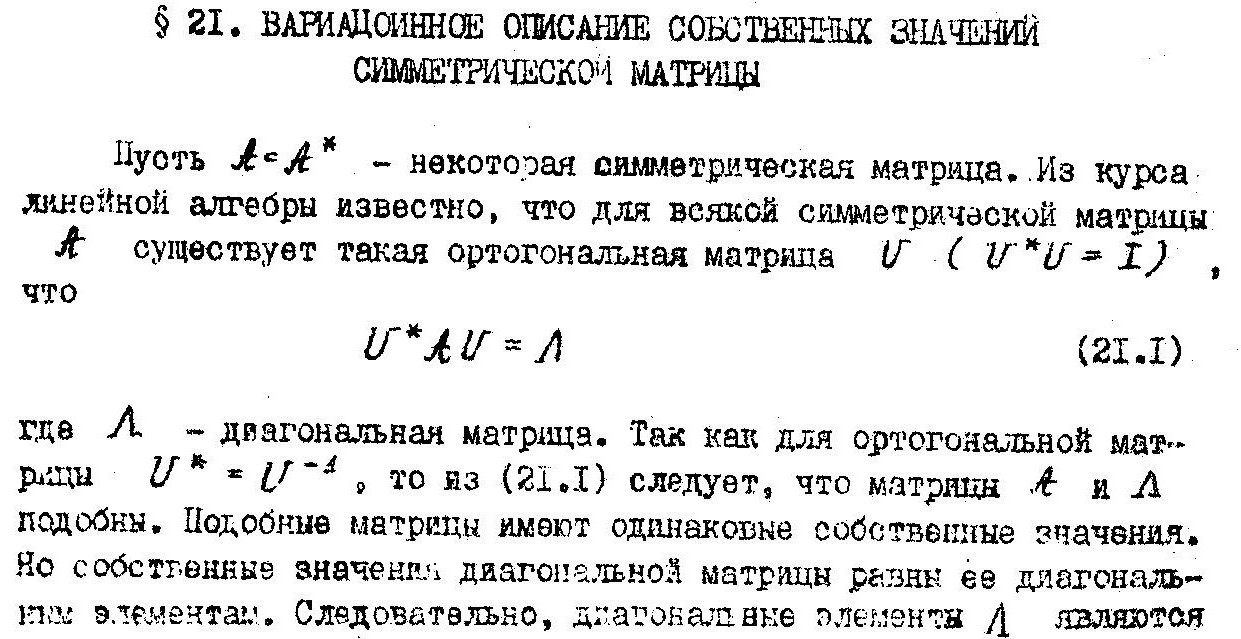 § 21. ВАРИАЦОИННОЕ ОПИСАНИЕ СОБСТВЕННЫХ ЗНАЧЕНИЙ
СИММЕТРИЧЕСКОЙ МАТРИЦЫ
Пусть A = A* - некоторая симметрическая матрица. Из курса
линейной алгебры известно, что для всякой симметрической матрицы
A существует такая ортогональная матрица U ( U*U = I ) ,
что
U*AU = Λ (21.I)
где Λ - диагональная матрица. Так как для ортогональной мат-
рицы U* = U⁻¹ , то из (21.I) следует, что матрицы A и Λ
подобны. Подобные матрицы имеют одинаковые собственные значения.
Но собственные значения диагональной матрицы равны ее диагональ-
ным элементам. Следовательно, диагональные элементы Λ являются